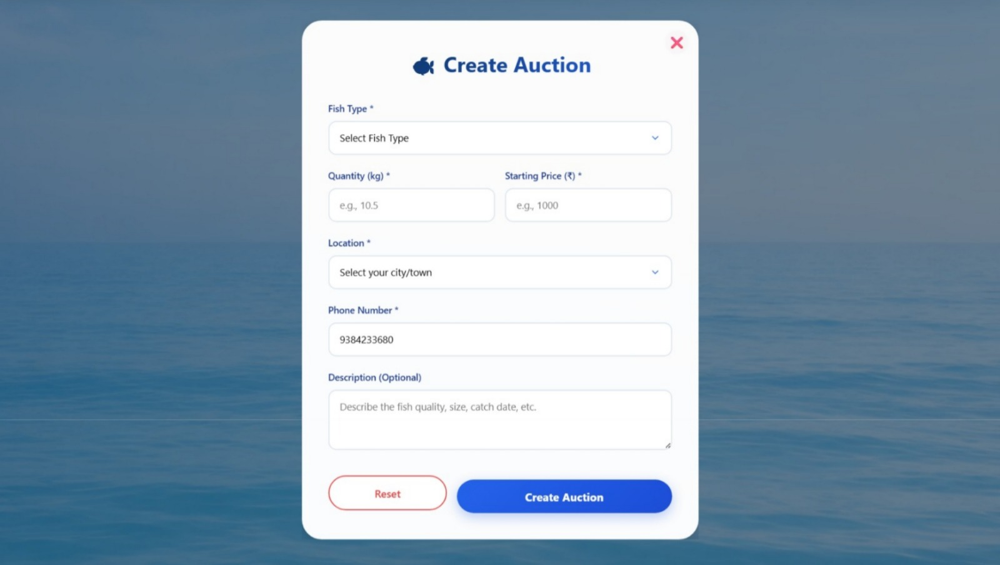 Create Auction
Fish Type *
Select Fish Type
Quantity (kg) * Starting Price (₹) *
e.g., 10.5 e.g., 1000
Location *
Select your city/town
Phone Number *
9384233680
Description (Optional)
Describe the fish quality, size, catch date, etc.
Reset Create Auction